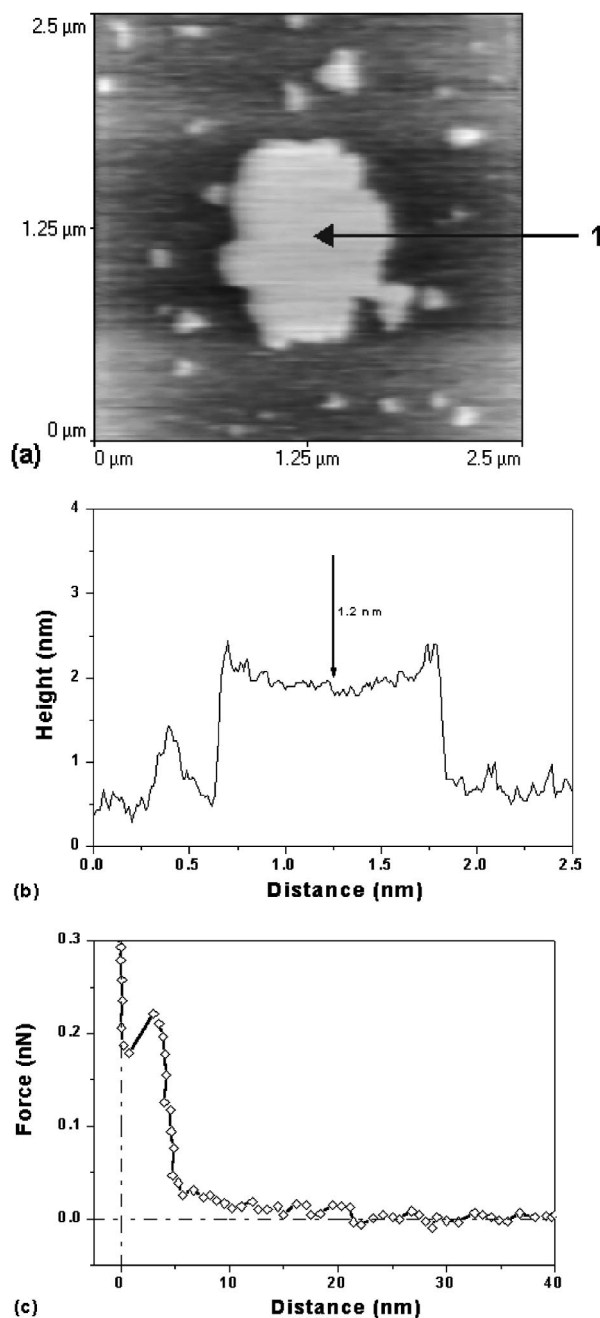 2.5 µm
1.25 µm
1
0 µm
(a)
0 µm 1.25 µm 2.5 µm
4
3
1.2 nm
2
Height (nm)
1
0
0.0 0.5 1.0 1.5 2.0 2.5
(b) Distance (nm)
0.3
0.2
Force (nN)
0.1
0.0
0 10 20 30 40
(c) Distance (nm)